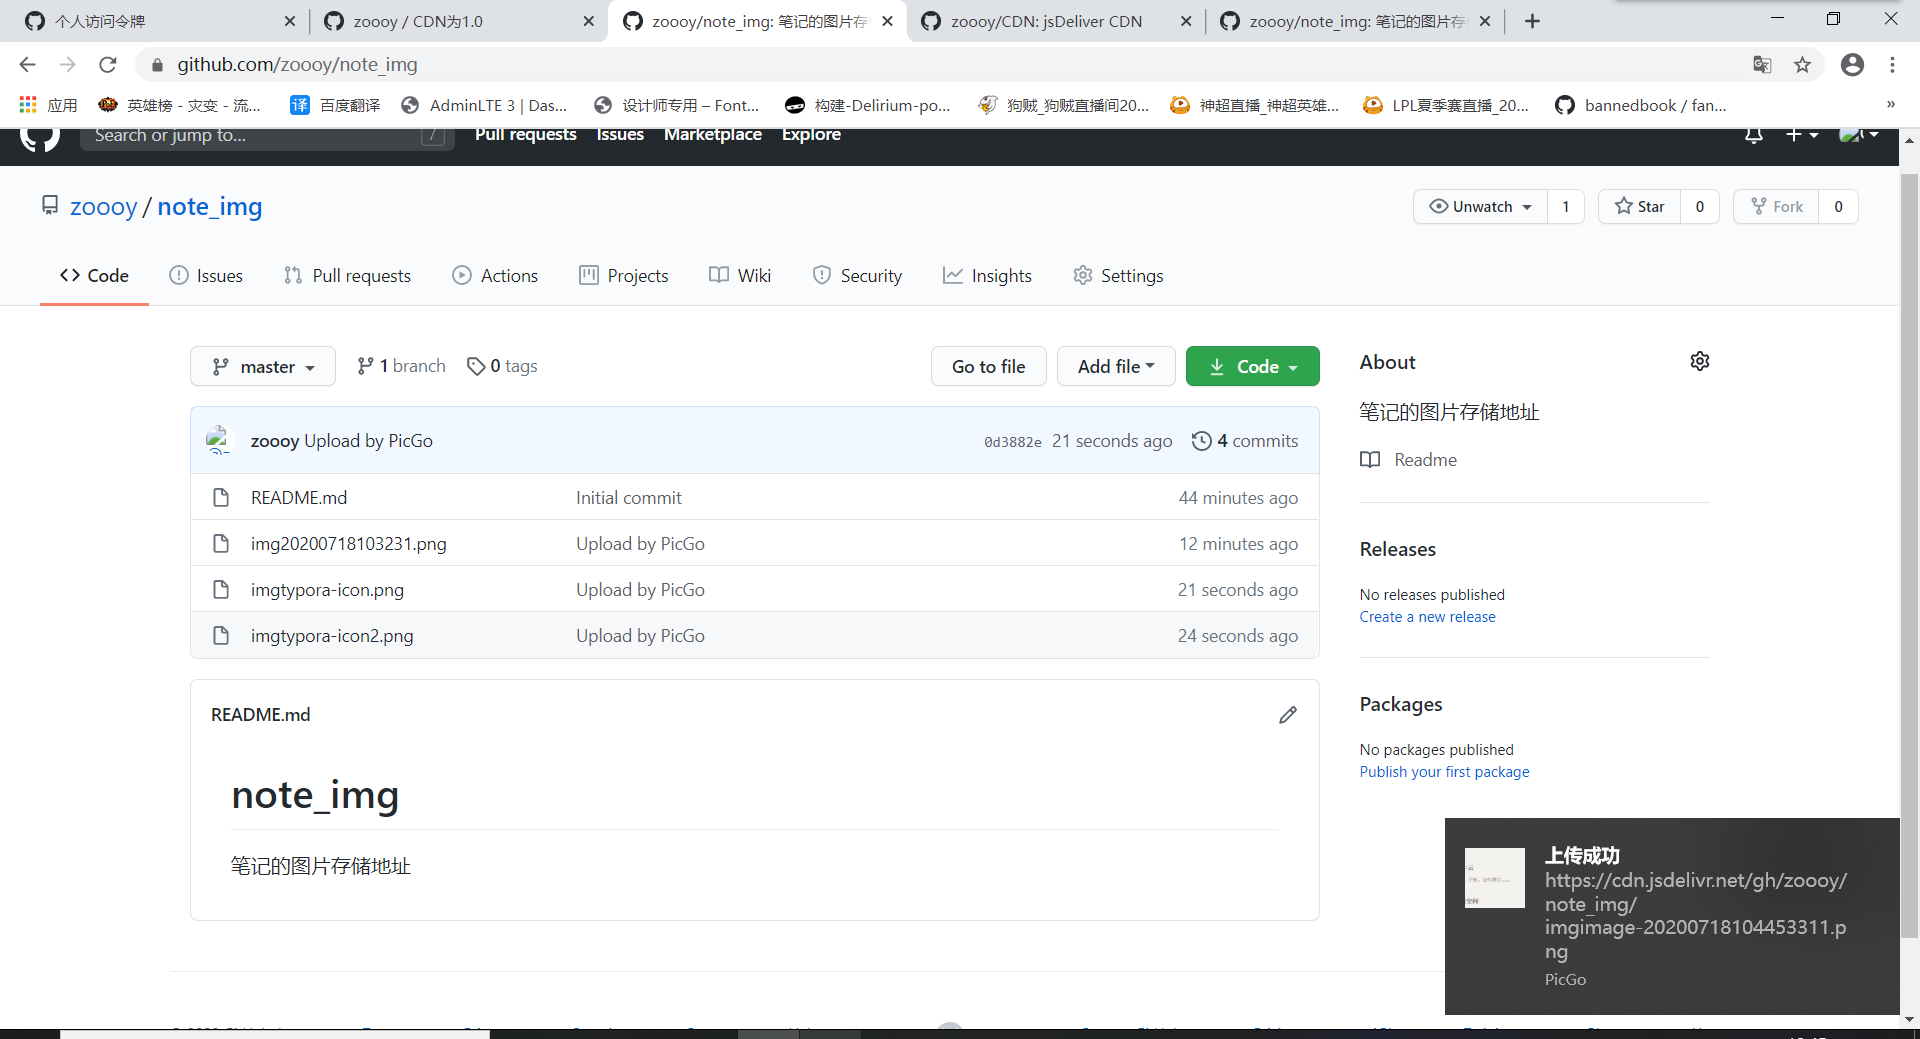 个人访问令牌
zoooy / CDN为1.0
zoooy/note_img: 笔记的图片存
zoooy/CDN: jsDeliver CDN
zoooy/note_img: 笔记的图片存
github.com/zoooy/note_img
应用
英雄榜 - 灾变 - 流...
译 百度翻译
AdminLTE 3 | Das...
设计师专用 – Font...
构建-Delirium-po...
狗贼_狗贼直播间20...
神超直播_神超英雄...
LPL夏季赛直播_20...
bannedbook / fan...
»
Search or jump to...
/
Pull requests
Issues
Marketplace
Explore
zoooy / note_img
Unwatch 1
Star 0
Fork 0
Code
Issues
Pull requests
Actions
Projects
Wiki
Security
Insights
Settings
master
1 branch
0 tags
Go to file
Add file
Code
zoooy Upload by PicGo
0d3882e 21 seconds ago 4 commits
README.md Initial commit 44 minutes ago
img20200718103231.png Upload by PicGo 12 minutes ago
imgtypora-icon.png Upload by PicGo 21 seconds ago
imgtypora-icon2.png Upload by PicGo 24 seconds ago
README.md
note_img
笔记的图片存储地址
About
笔记的图片存储地址
Readme
Releases
No releases published
Create a new release
Packages
No packages published
Publish your first package
上传成功
https://cdn.jsdelivr.net/gh/zoooy/
note_img/
imgimage-20200718104453311.p
ng
PicGo